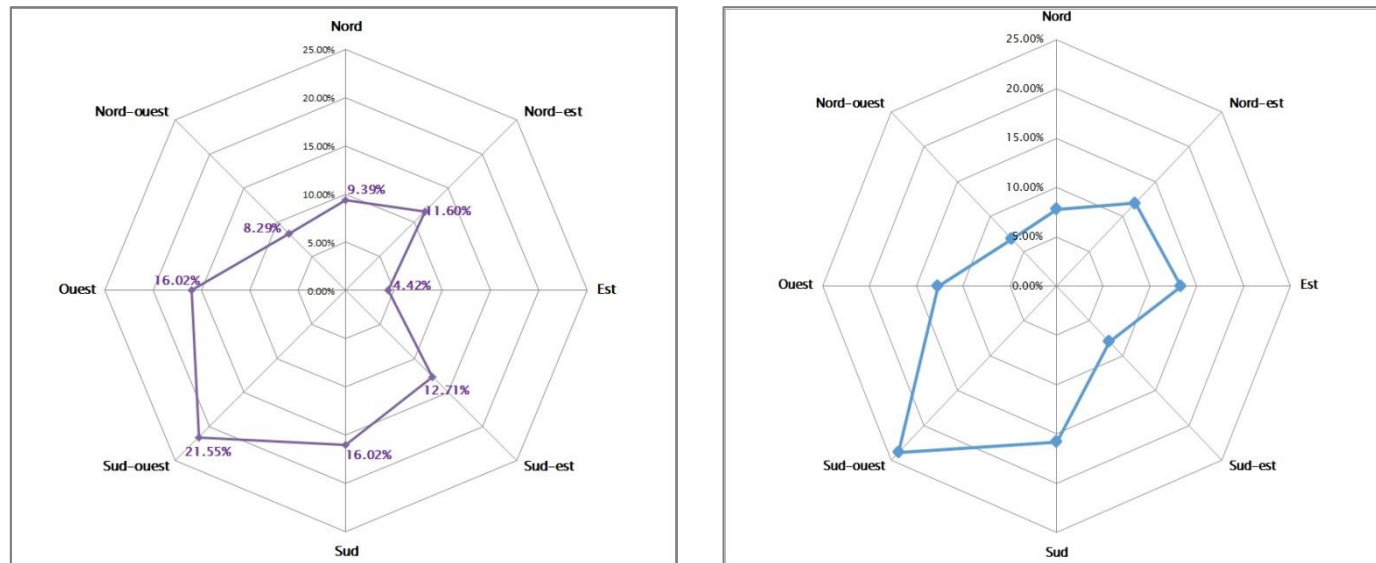 Nord
25.00%
20.00%
Nord-ouest
Nord-est
15.00%
10.00%
9.39%
11.60%
8.29%
5.00%
16.02%
4.42%
Ouest
0.00%
Est
12.71%
21.55%
16.02%
Sud-ouest
Sud-est
Sud
Nord
25.00%
20.00%
Nord-ouest
Nord-est
15.00%
10.00%
5.00%
Ouest
0.00%
Est
Sud-ouest
Sud-est
Sud